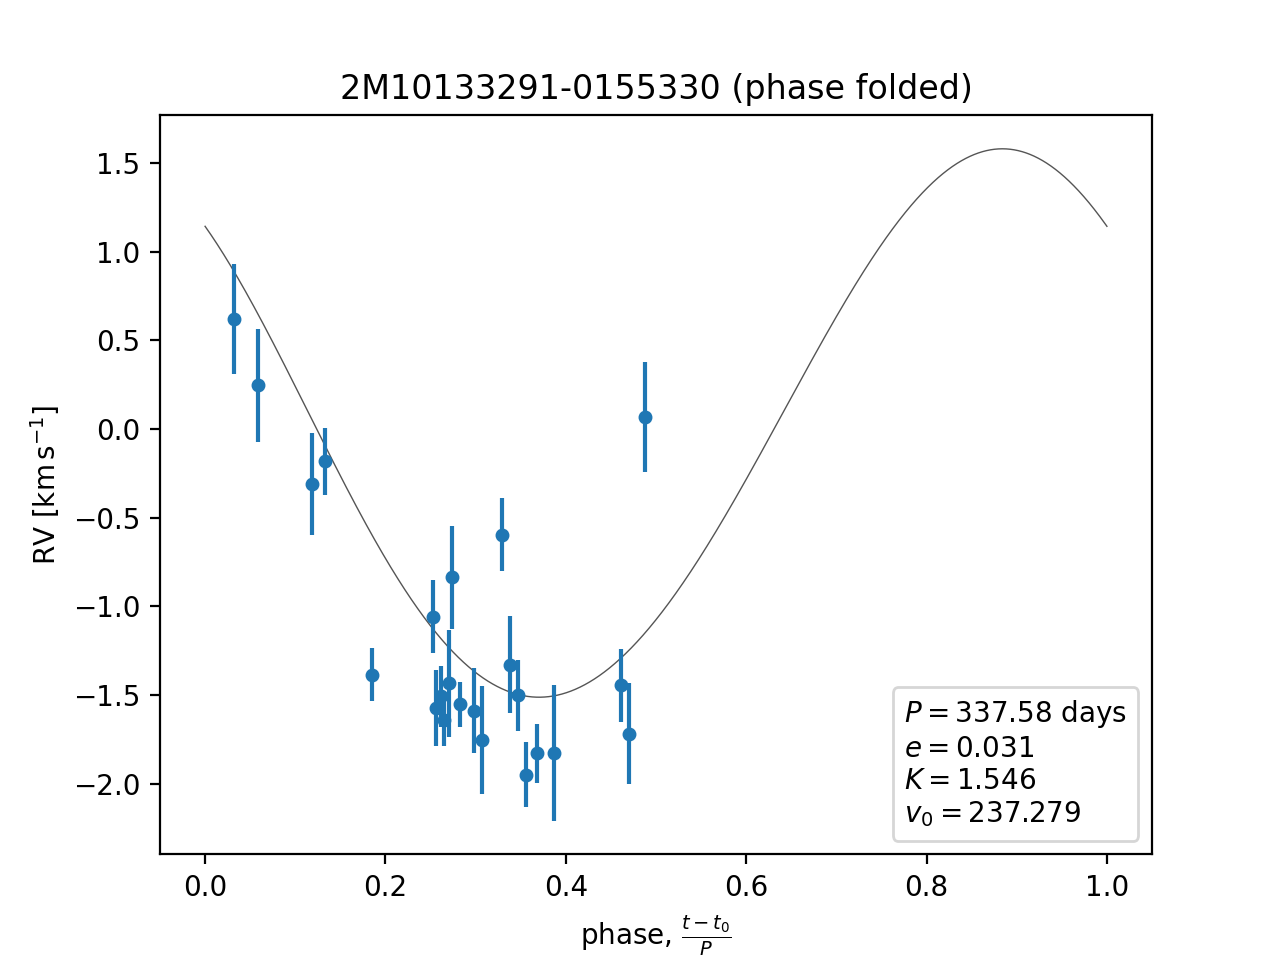 2M10133291-0155330 (phase folded)
RV [km s⁻¹]
1.5
1.0
0.5
0.0
−0.5
−1.0
−1.5
−2.0
P = 337.58 days
e = 0.031
K = 1.546
v₀ = 237.279
0.0 0.2 0.4 0.6 0.8 1.0
phase, (t − t₀)/P